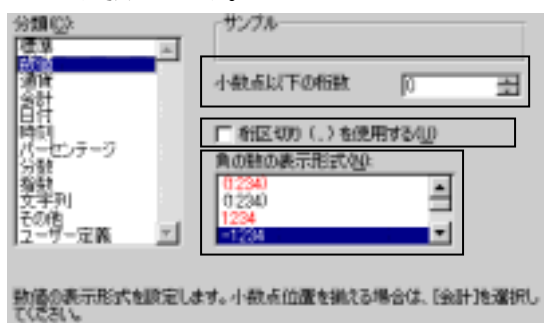 分類(C):
標準
数値
通貨
会計
日付
時刻
パーセンテージ
分数
指数
文字列
その他
ユーザー定義
サンプル
小数点以下の桁数
0
桁区切り(,)を使用する(U)
負の数の表示形式(N):
(1234)
(1234)
1234
-1234
数値の表示形式を設定します。小数点位置を揃える場合は、[会計]を選択し
てください。